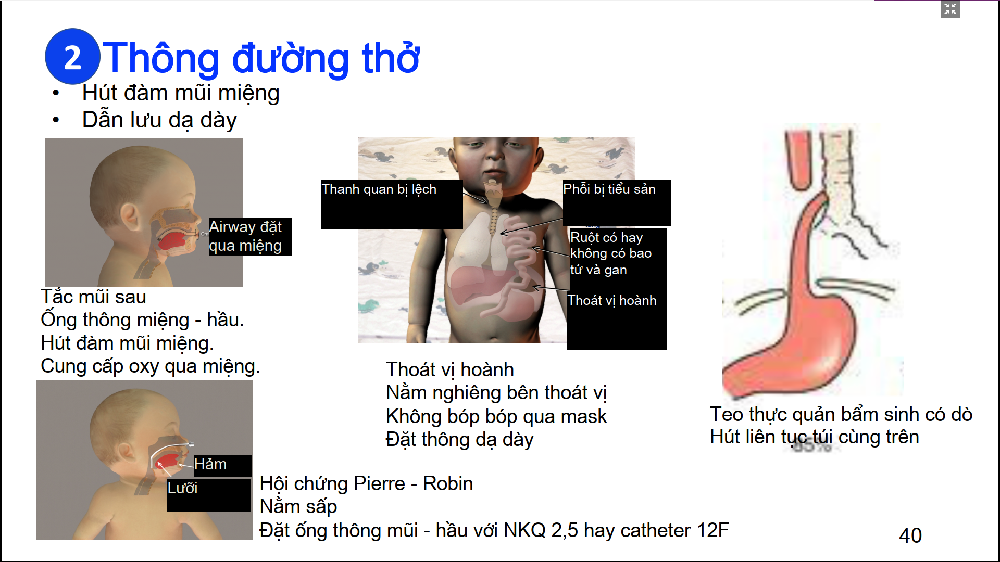 2 Thông đường thở
• Hút đàm mũi miệng
• Dẫn lưu dạ dày
Airway đặt
qua miệng
Tắc mũi sau
Ống thông miệng - hầu.
Hút đàm mũi miệng.
Cung cấp oxy qua miệng.
Hảm
Lưỡi
Thanh quan bị lệch
Phỗi bị tiểu sản
Ruột có hay
không có bao
tử và gan
Thoát vị hoành
Thoát vị hoành
Nằm nghiêng bên thoát vị
Không bóp bóp qua mask
Đặt thông dạ dày
Teo thực quản bẩm sinh có dò
Hút liên tục túi cùng trên
85%
Hội chứng Pierre - Robin
Nằm sấp
Đặt ống thông mũi - hầu với NKQ 2,5 hay catheter 12F
40